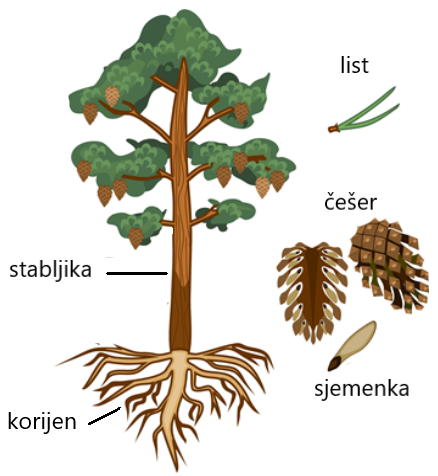 list
češer
stabljika
sjemenka
korijen